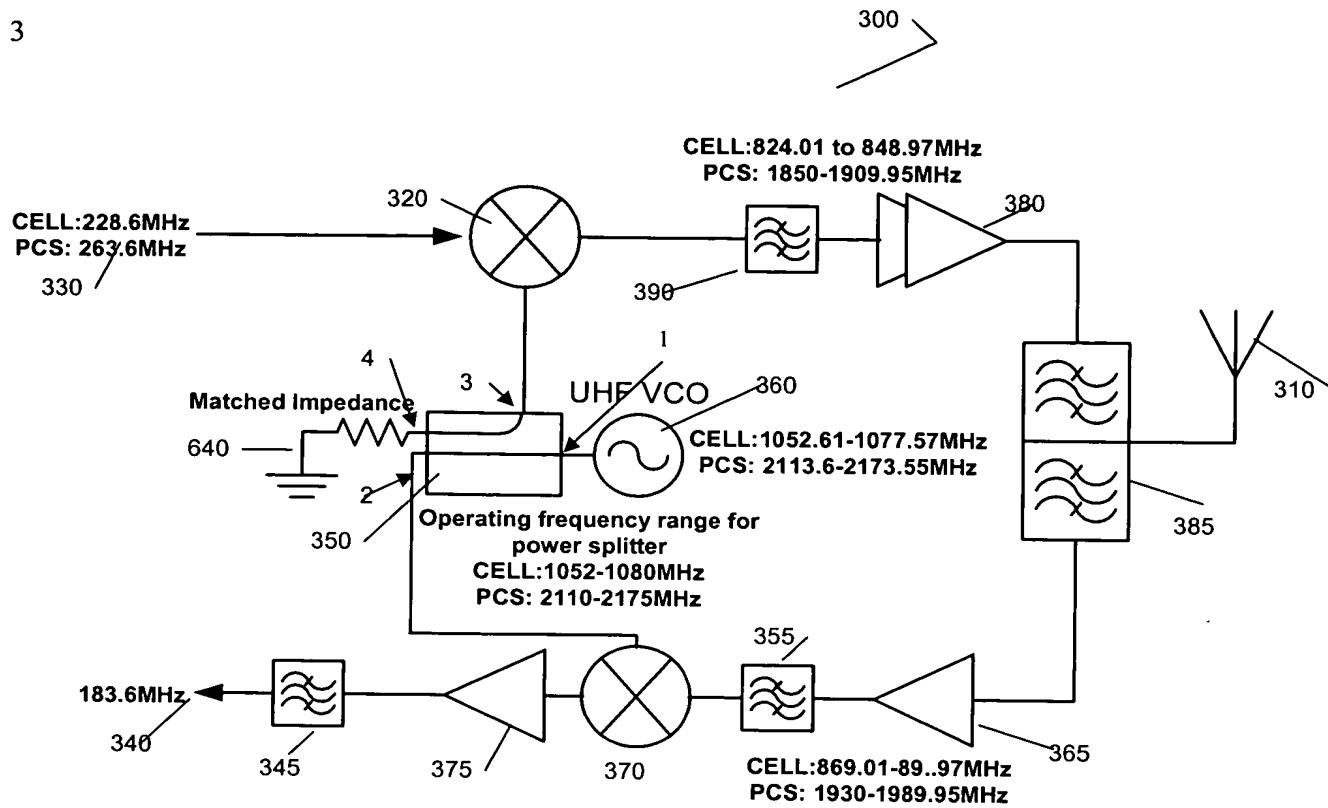 3
300
CELL:824.01 to 848.97MHz
PCS: 1850-1909.95MHz
320
380
CELL:228.6MHz
PCS: 263.6MHz
330
390
1
4
3
UHF VCO
360
310
Matched Impedance
CELL:1052.61-1077.57MHz
PCS: 2113.6-2173.55MHz
640
2
350
385
Operating frequency range for
power splitter
CELL:1052-1080MHz
PCS: 2110-2175MHz
355
183.6MHz
340
345
375
370
365
CELL:869.01-89..97MHz
PCS: 1930-1989.95MHz